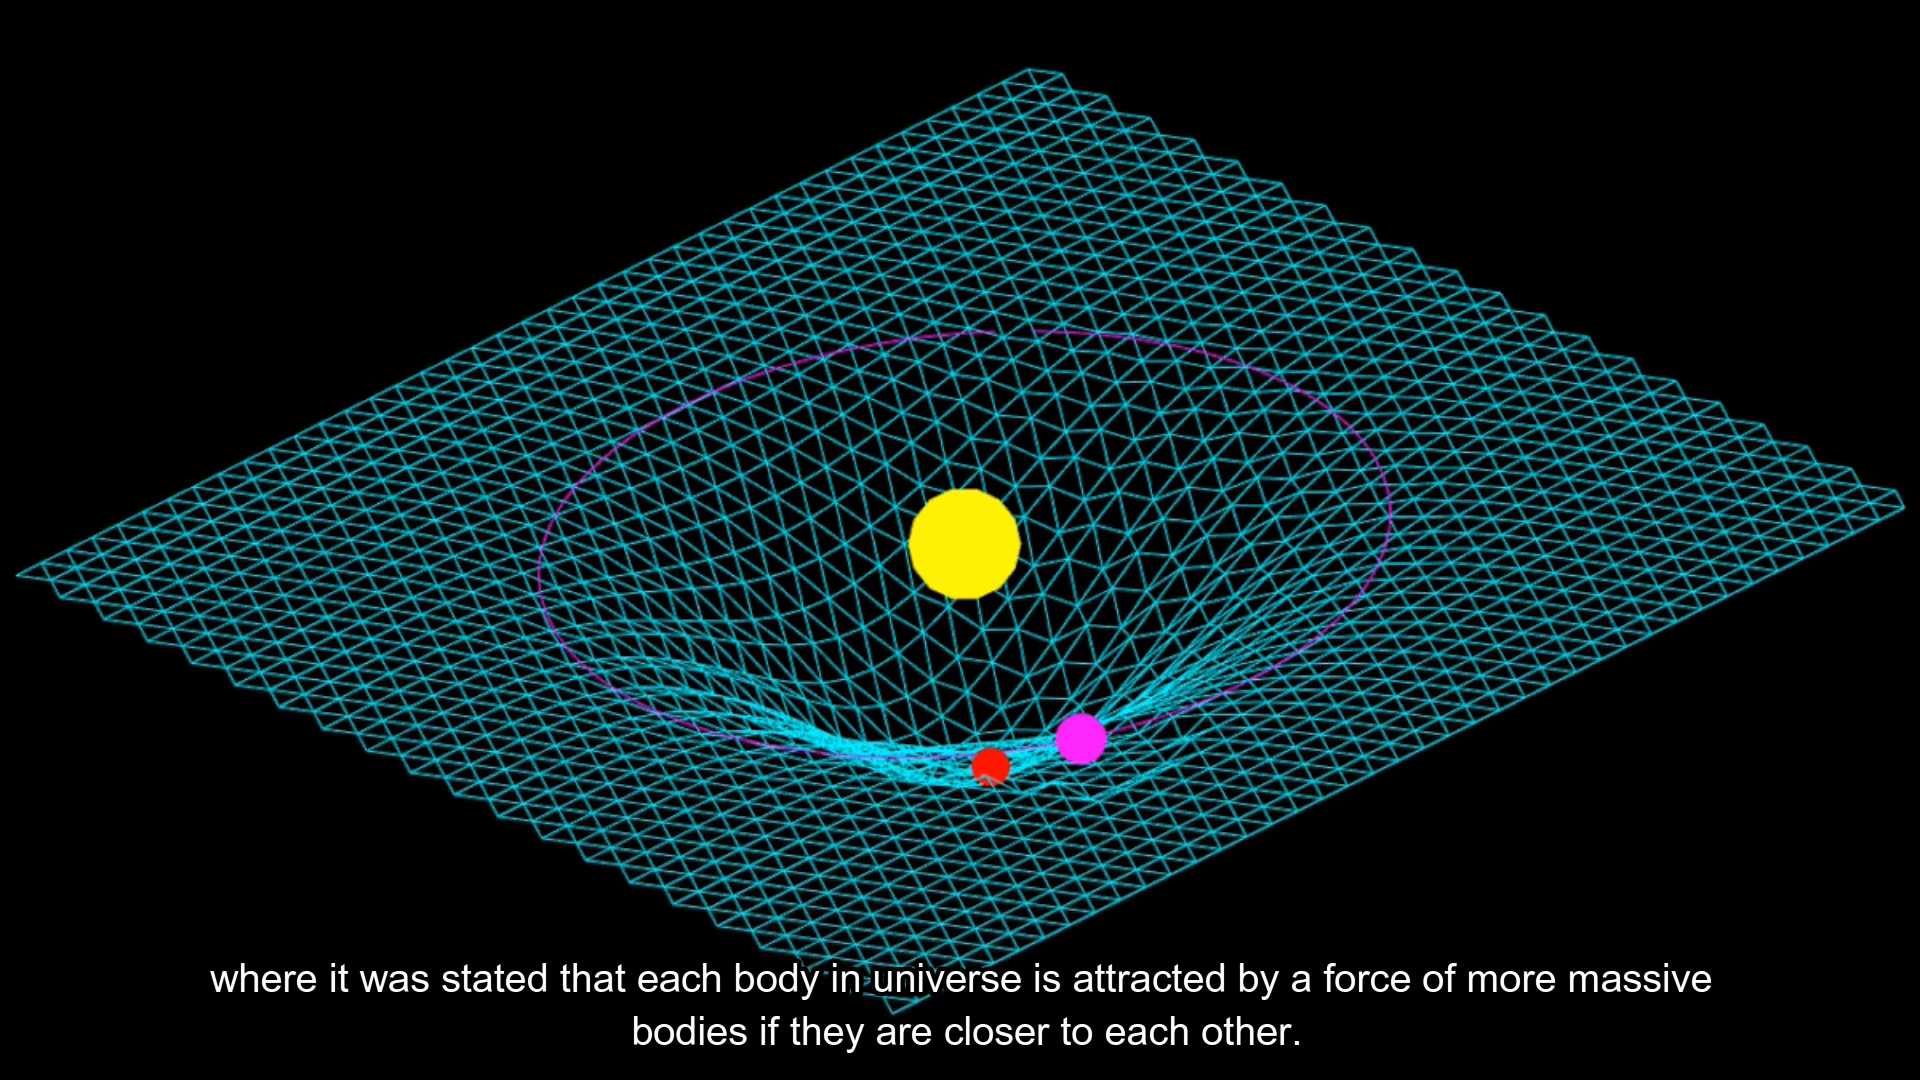 where it was stated that each body in universe is attracted by a force of more massive
bodies if they are closer to each other.